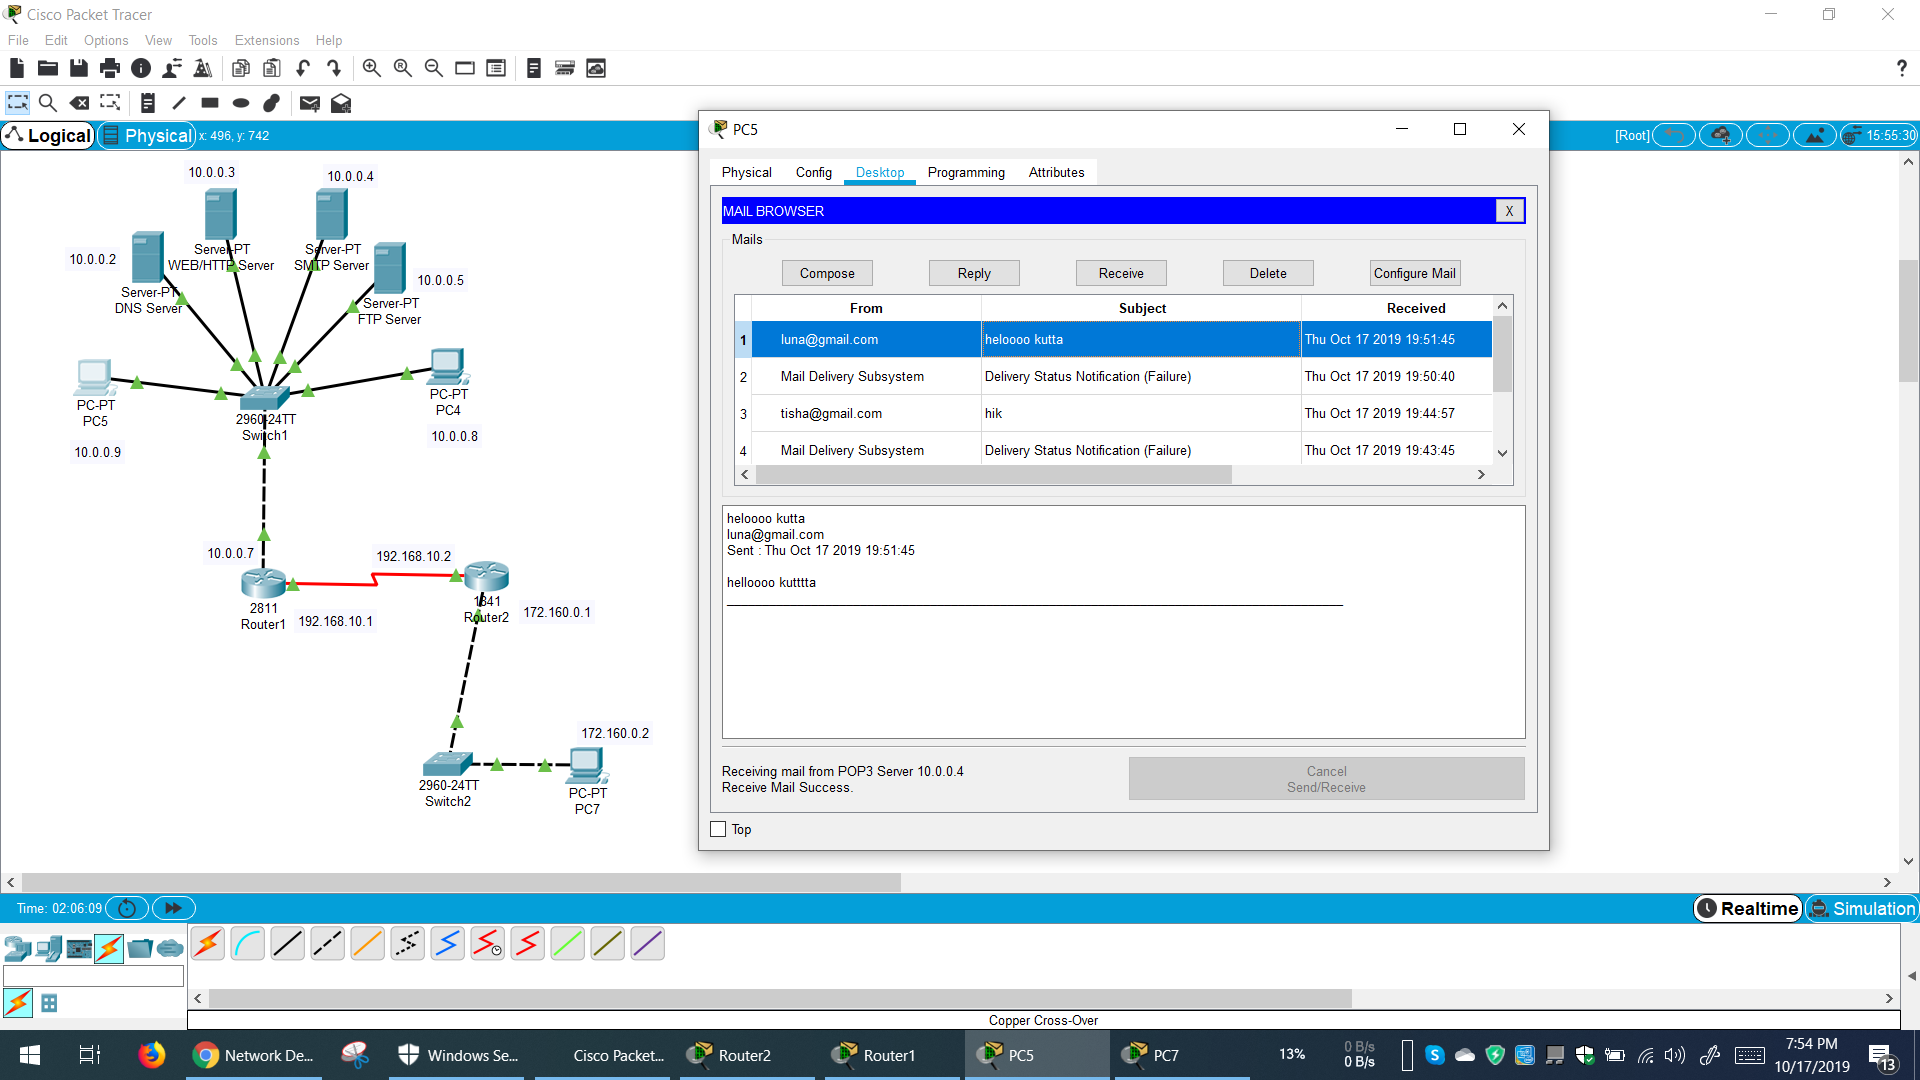 Cisco Packet Tracer
File Edit Options View Tools Extensions Help
Logical Physical x: 496, y: 742
[Root] 15:55:30
10.0.0.3
10.0.0.4
Server-PT
WEB/HTTP Server
Server-PT
SMTP Server
10.0.0.2
10.0.0.5
Server-PT
DNS Server
Server-PT
FTP Server
PC-PT
PC5
10.0.0.9
2960-24TT
Switch1
PC-PT
PC4
10.0.0.8
10.0.0.7
192.168.10.2
2811
Router1
192.168.10.1
1841
Router2
172.160.0.1
172.160.0.2
2960-24TT
Switch2
PC-PT
PC7
PC5
Physical Config Desktop Programming Attributes
MAIL BROWSER X
Mails
Compose Reply Receive Delete Configure Mail
From Subject Received
1 luna@gmail.com heloooo kutta Thu Oct 17 2019 19:51:45
2 Mail Delivery Subsystem Delivery Status Notification (Failure) Thu Oct 17 2019 19:50:40
3 tisha@gmail.com hik Thu Oct 17 2019 19:44:57
4 Mail Delivery Subsystem Delivery Status Notification (Failure) Thu Oct 17 2019 19:43:45
heloooo kutta
luna@gmail.com
Sent : Thu Oct 17 2019 19:51:45
helloooo kutttta
Receiving mail from POP3 Server 10.0.0.4
Receive Mail Success.
Cancel
Send/Receive
Top
Time: 02:06:09
Realtime Simulation
Copper Cross-Over
Network De... Windows Se... Cisco Packet... Router2 Router1 PC5 PC7
13%
0 B/s
0 B/s
7:54 PM
10/17/2019
13